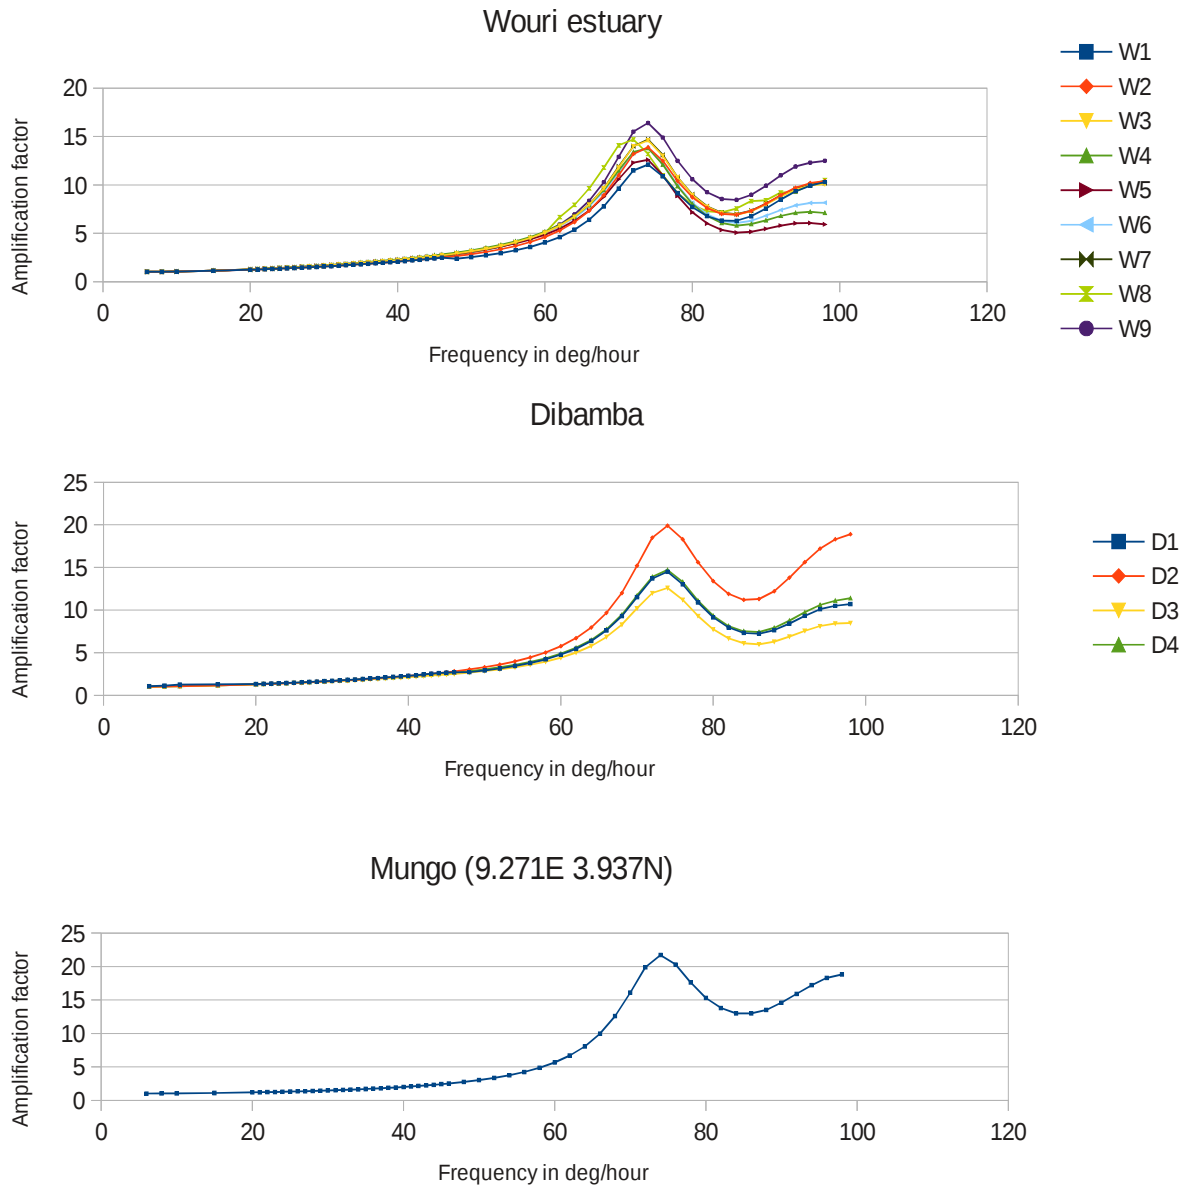 Wouri estuary
20
15
10
5
0
0 20 40 60 80 100 120
Amplification factor
Frequency in deg/hour
W1
W2
W3
W4
W5
W6
W7
W8
W9
Dibamba
25
20
15
10
5
0
0 20 40 60 80 100 120
Amplification factor
Frequency in deg/hour
D1
D2
D3
D4
Mungo (9.271E 3.937N)
25
20
15
10
5
0
0 20 40 60 80 100 120
Amplification factor
Frequency in deg/hour